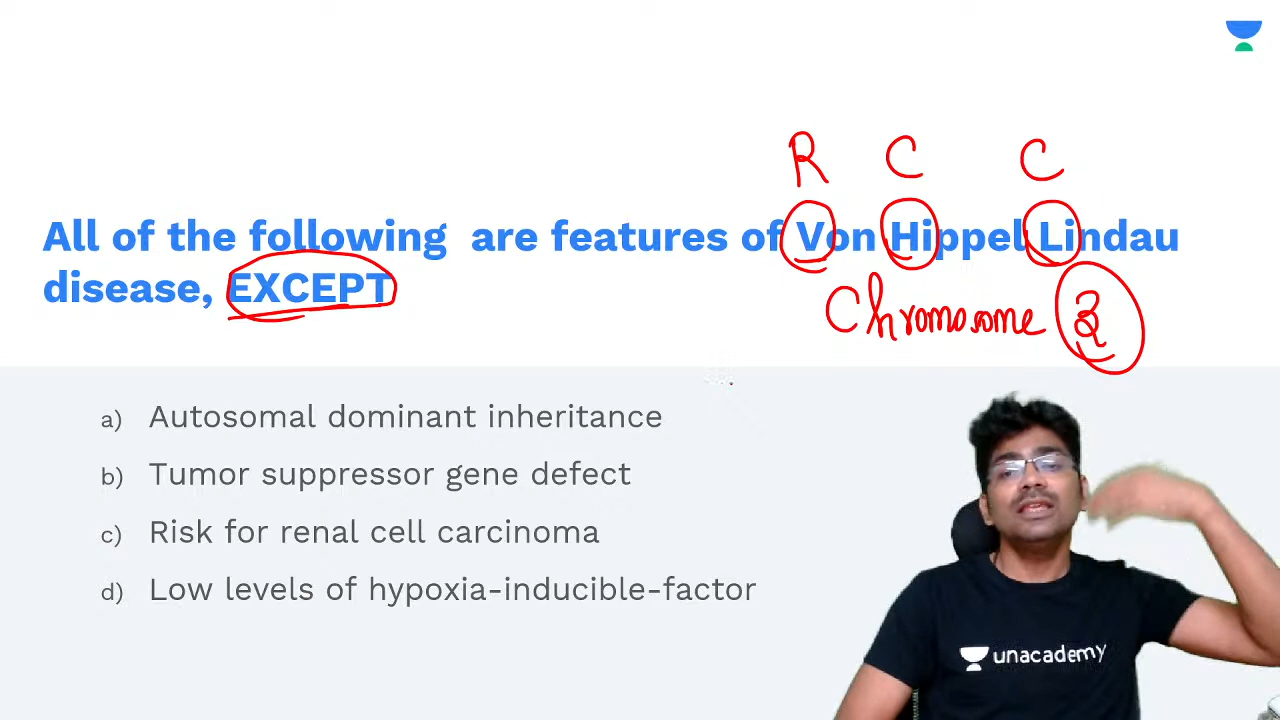 R C C
All of the following are features of Von Hippel Lindau
disease, EXCEPT
Chromosome 3
a) Autosomal dominant inheritance
b) Tumor suppressor gene defect
c) Risk for renal cell carcinoma
d) Low levels of hypoxia-inducible-factor
unacademy